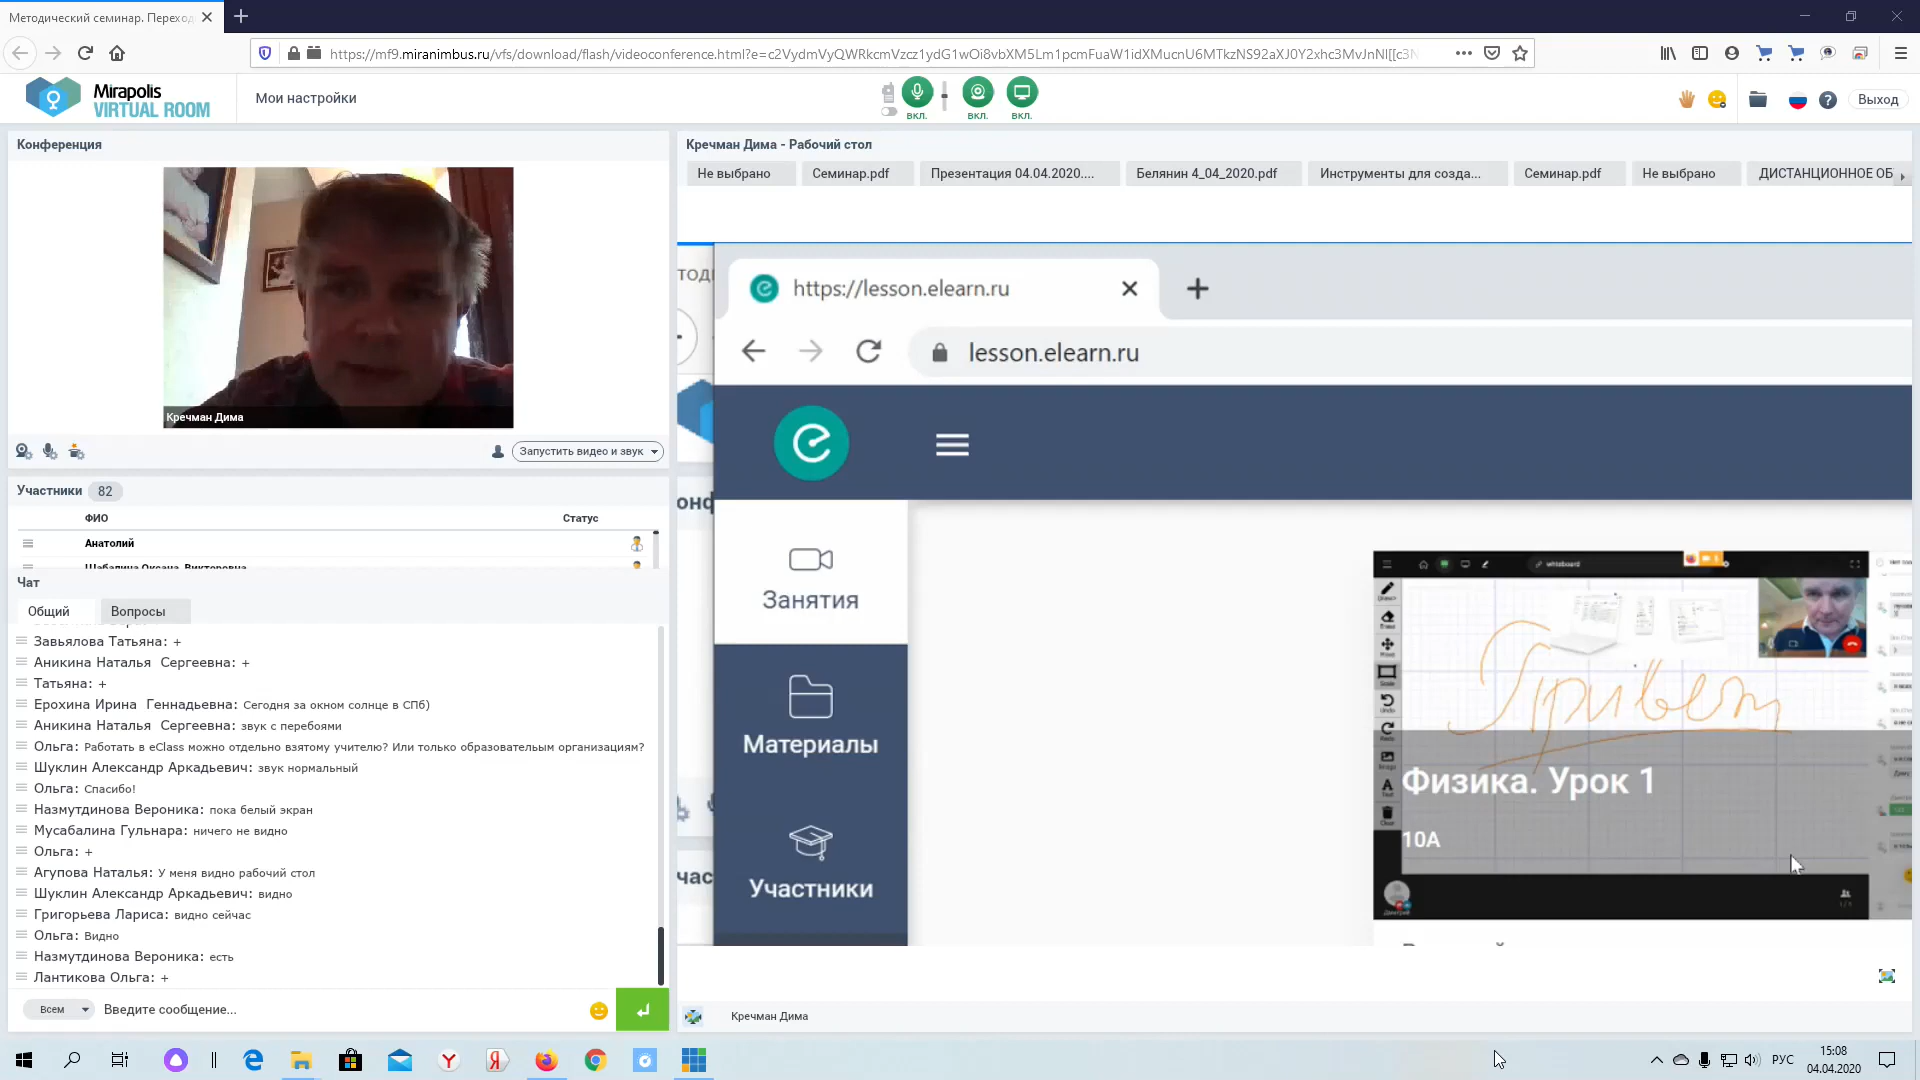 Методический семинар. Переход
https://mf9.miranimbus.ru/vfs/download/flash/videoconference.html?e=
Mirapolis
VIRTUAL ROOM
Мои настройки
вкл.
вкл.
вкл.
Выход
Конференция
Кречман Дима
Запустить видео и звук
Участники 82
ФИО Статус
Анатолий
Шабалина Оксана Викторовна
Чат
Общий Вопросы
Завьялова Татьяна: +
Аникина Наталья Сергеевна: +
Татьяна: +
Ерохина Ирина Геннадьевна: Сегодня за окном солнце в СПб)
Аникина Наталья Сергеевна: звук с перебоями
Ольга: Работать в eClass можно отдельно взятому учителю? Или только образовательым организациям?
Шуклин Александр Аркадьевич: звук нормальный
Ольга: Спасибо!
Назмутдинова Вероника: пока белый экран
Мусабалина Гульнара: ничего не видно
Ольга: +
Агупова Наталья: У меня видно рабочий стол
Шуклин Александр Аркадьевич: видно
Григорьева Лариса: видно сейчас
Ольга: Видно
Назмутдинова Вероника: есть
Лантикова Ольга: +
Всем Введите сообщение...
Кречман Дима - Рабочий стол
Не выбрано Семинар.pdf Презентация 04.04.2020.... Белянин 4_04_2020.pdf Инструменты для созда... Семинар.pdf Не выбрано ДИСТАНЦИОННОЕ ОБ
https://lesson.elearn.ru
lesson.elearn.ru
Занятия
Материалы
Участники
whiteboard
Привет
Физика. Урок 1
10А
Кречман Дима
РУС
15:08
04.04.2020